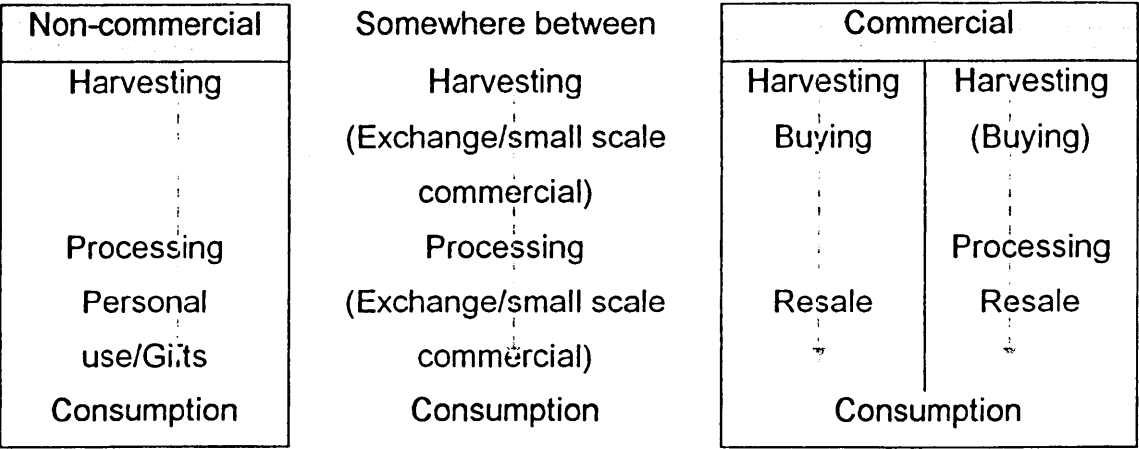 Non-commercial Somewhere between Commercial
Harvesting Harvesting Harvesting Harvesting
(Exchange/small scale Buying (Buying)
commercial)
Processing Processing Processing
Personal (Exchange/small scale Resale Resale
use/Gifts commercial)
Consumption Consumption Consumption